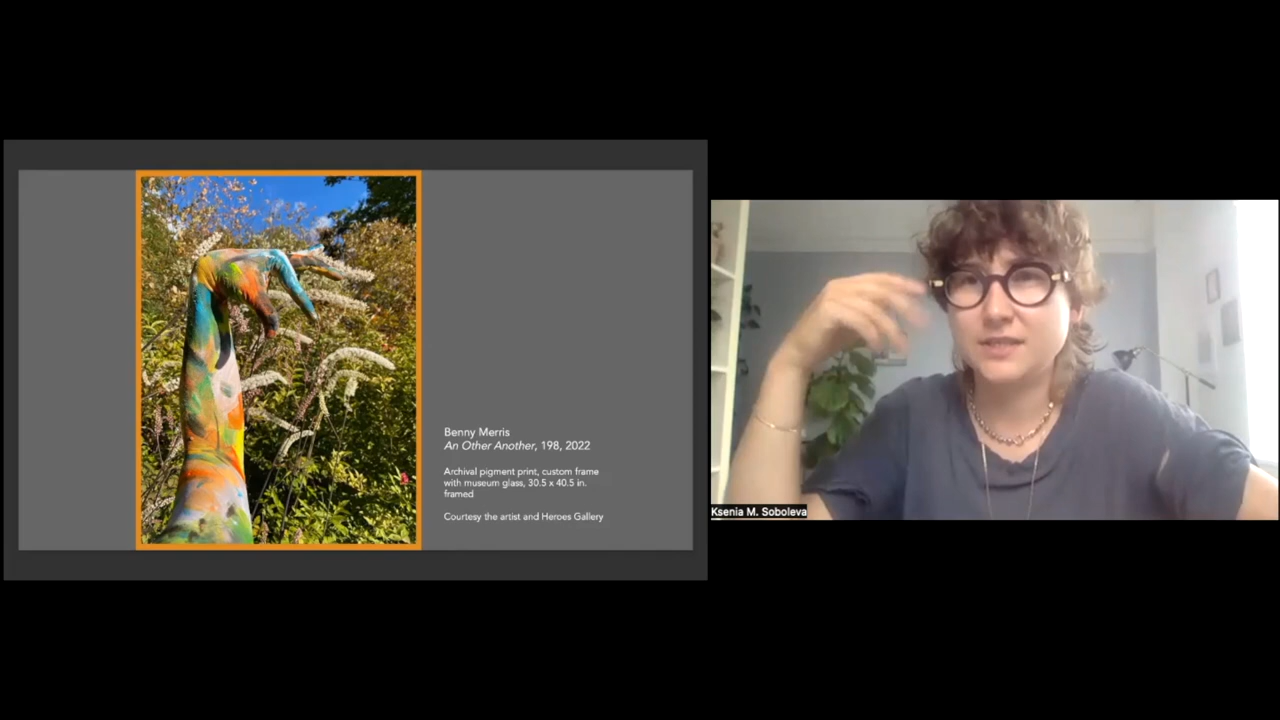 Benny Merris
An Other Another, 198, 2022
Archival pigment print, custom frame
with museum glass, 30.5 x 40.5 in.
framed
Courtesy the artist and Heroes Gallery
Ksenia M. Soboleva